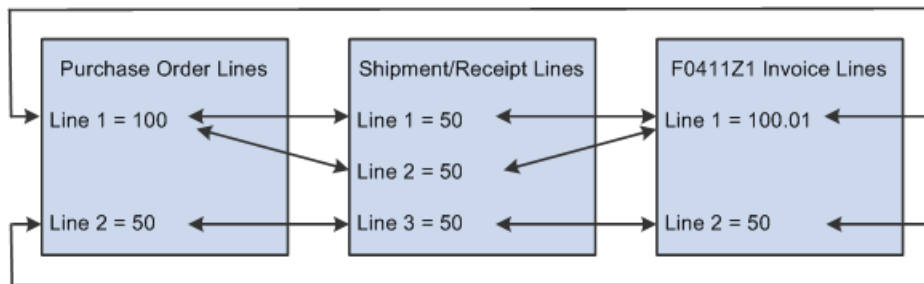 Purchase Order Lines
Line 1 = 100
Line 2 = 50
Shipment/Receipt Lines
Line 1 = 50
Line 2 = 50
Line 3 = 50
F0411Z1 Invoice Lines
Line 1 = 100.01
Line 2 = 50